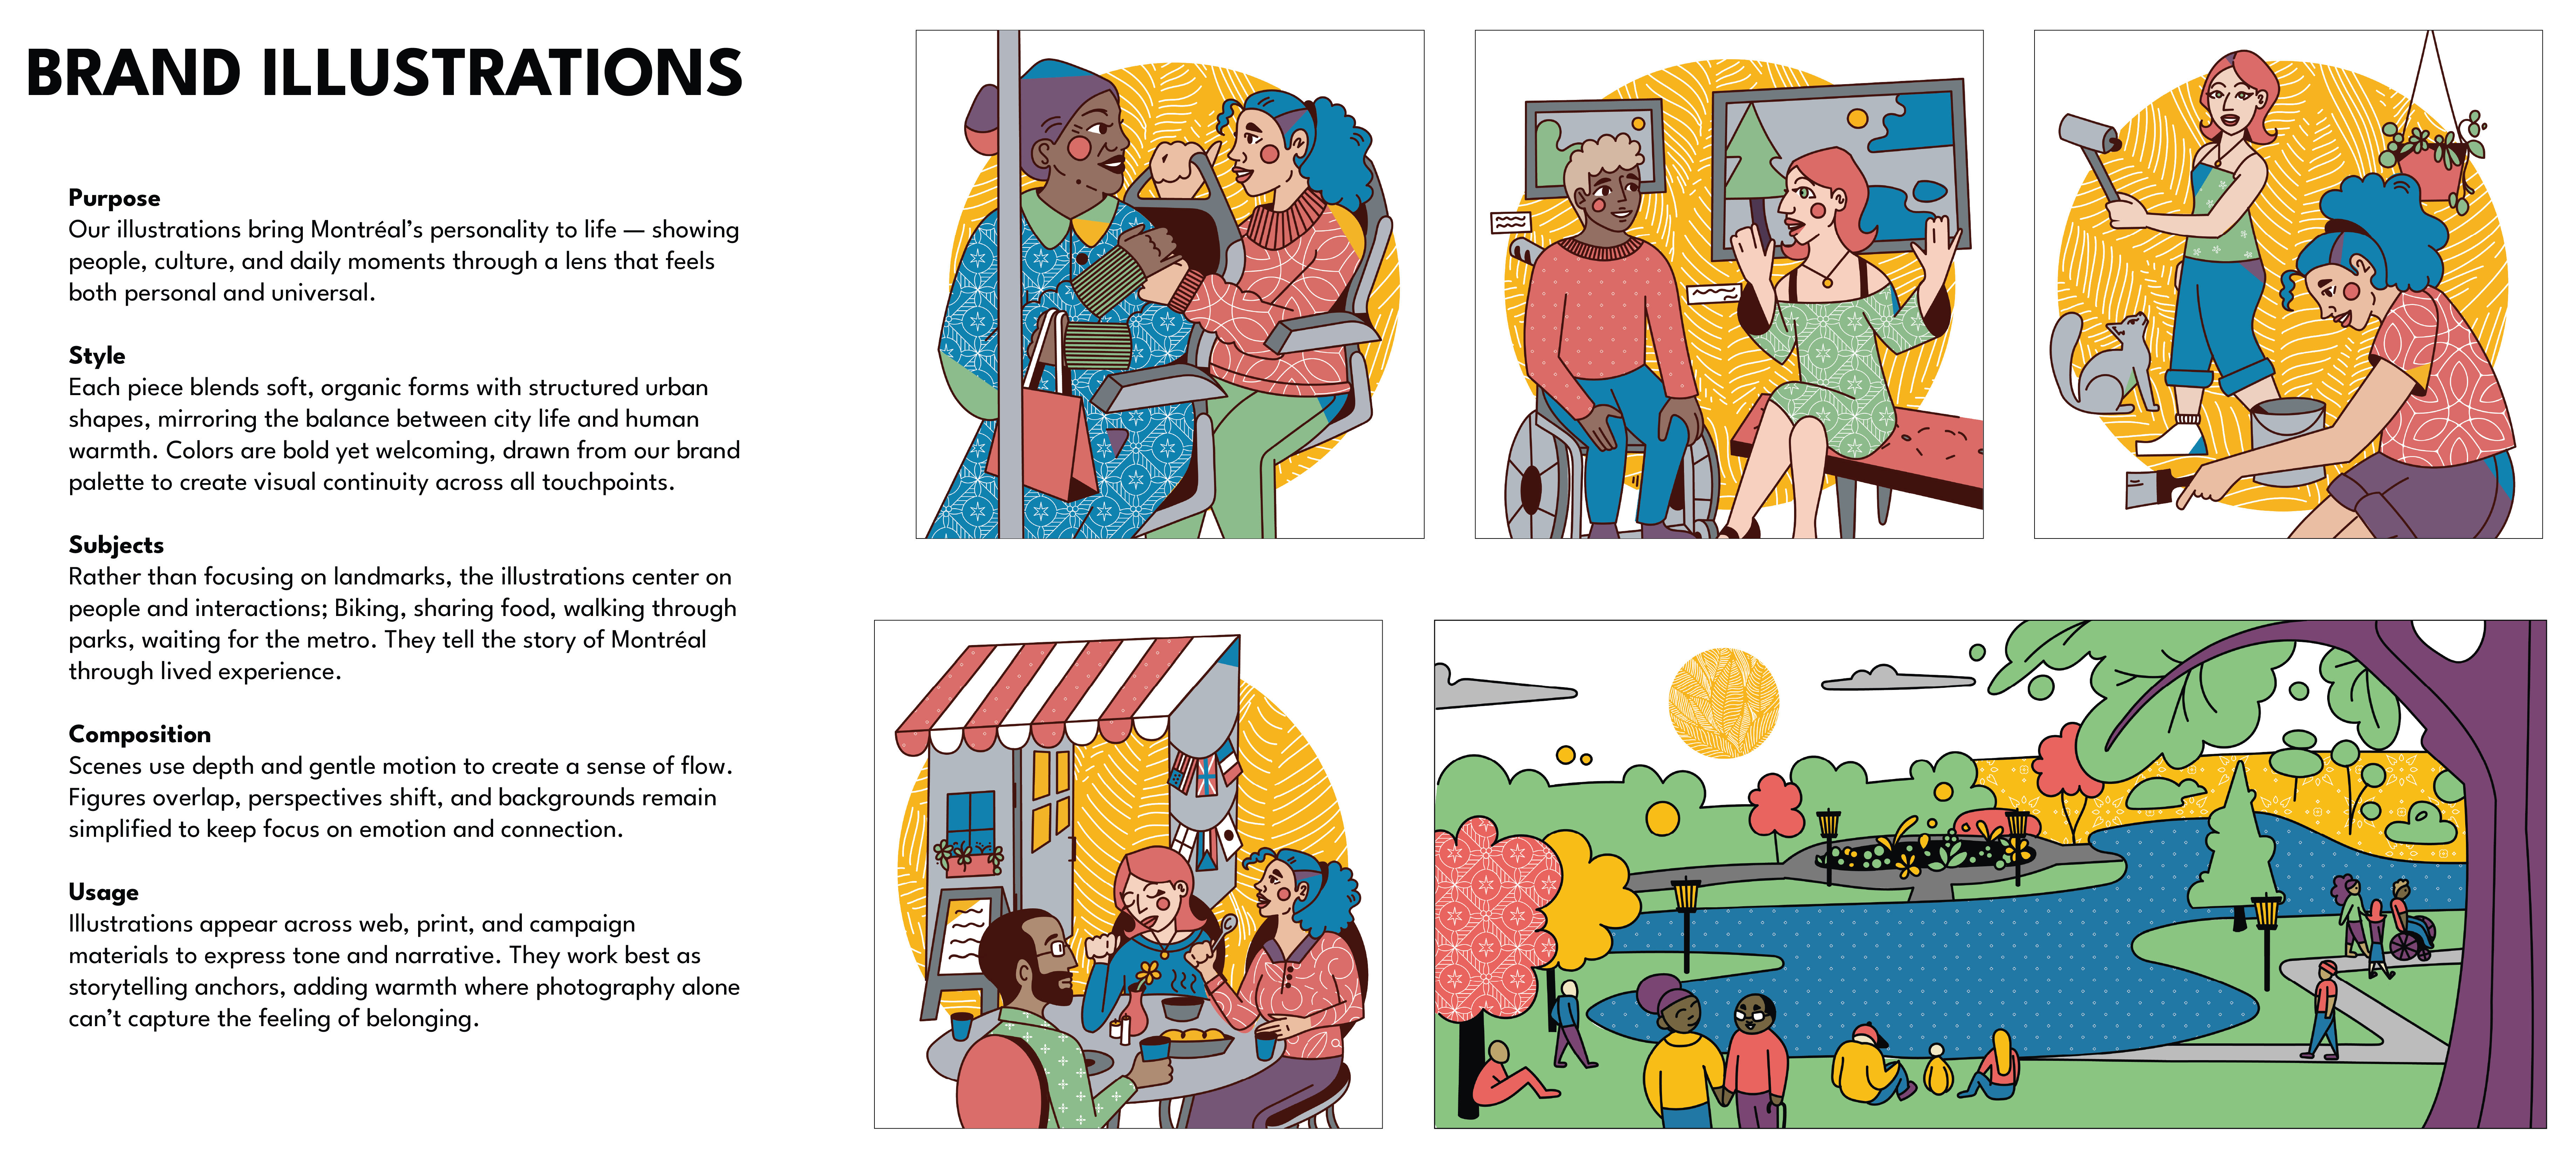 BRAND ILLUSTRATIONS
Purpose
Our illustrations bring Montréal’s personality to life — showing
people, culture, and daily moments through a lens that feels
both personal and universal.
Style
Each piece blends soft, organic forms with structured urban
shapes, mirroring the balance between city life and human
warmth. Colors are bold yet welcoming, drawn from our brand
palette to create visual continuity across all touchpoints.
Subjects
Rather than focusing on landmarks, the illustrations center on
people and interactions; Biking, sharing food, walking through
parks, waiting for the metro. They tell the story of Montréal
through lived experience.
Composition
Scenes use depth and gentle motion to create a sense of flow.
Figures overlap, perspectives shift, and backgrounds remain
simplified to keep focus on emotion and connection.
Usage
Illustrations appear across web, print, and campaign
materials to express tone and narrative. They work best as
storytelling anchors, adding warmth where photography alone
can’t capture the feeling of belonging.